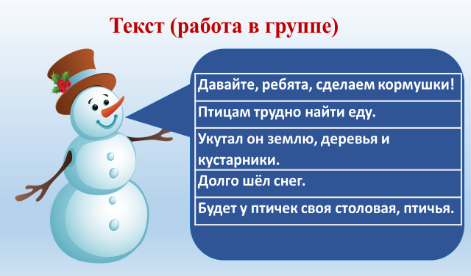 Текст (работа в группе)
Давайте, ребята, сделаем кормушки!
Птицам трудно найти еду.
Укутал он землю, деревья и
кустарники.
Долго шёл снег.
Будет у птичек своя столовая, птичья.